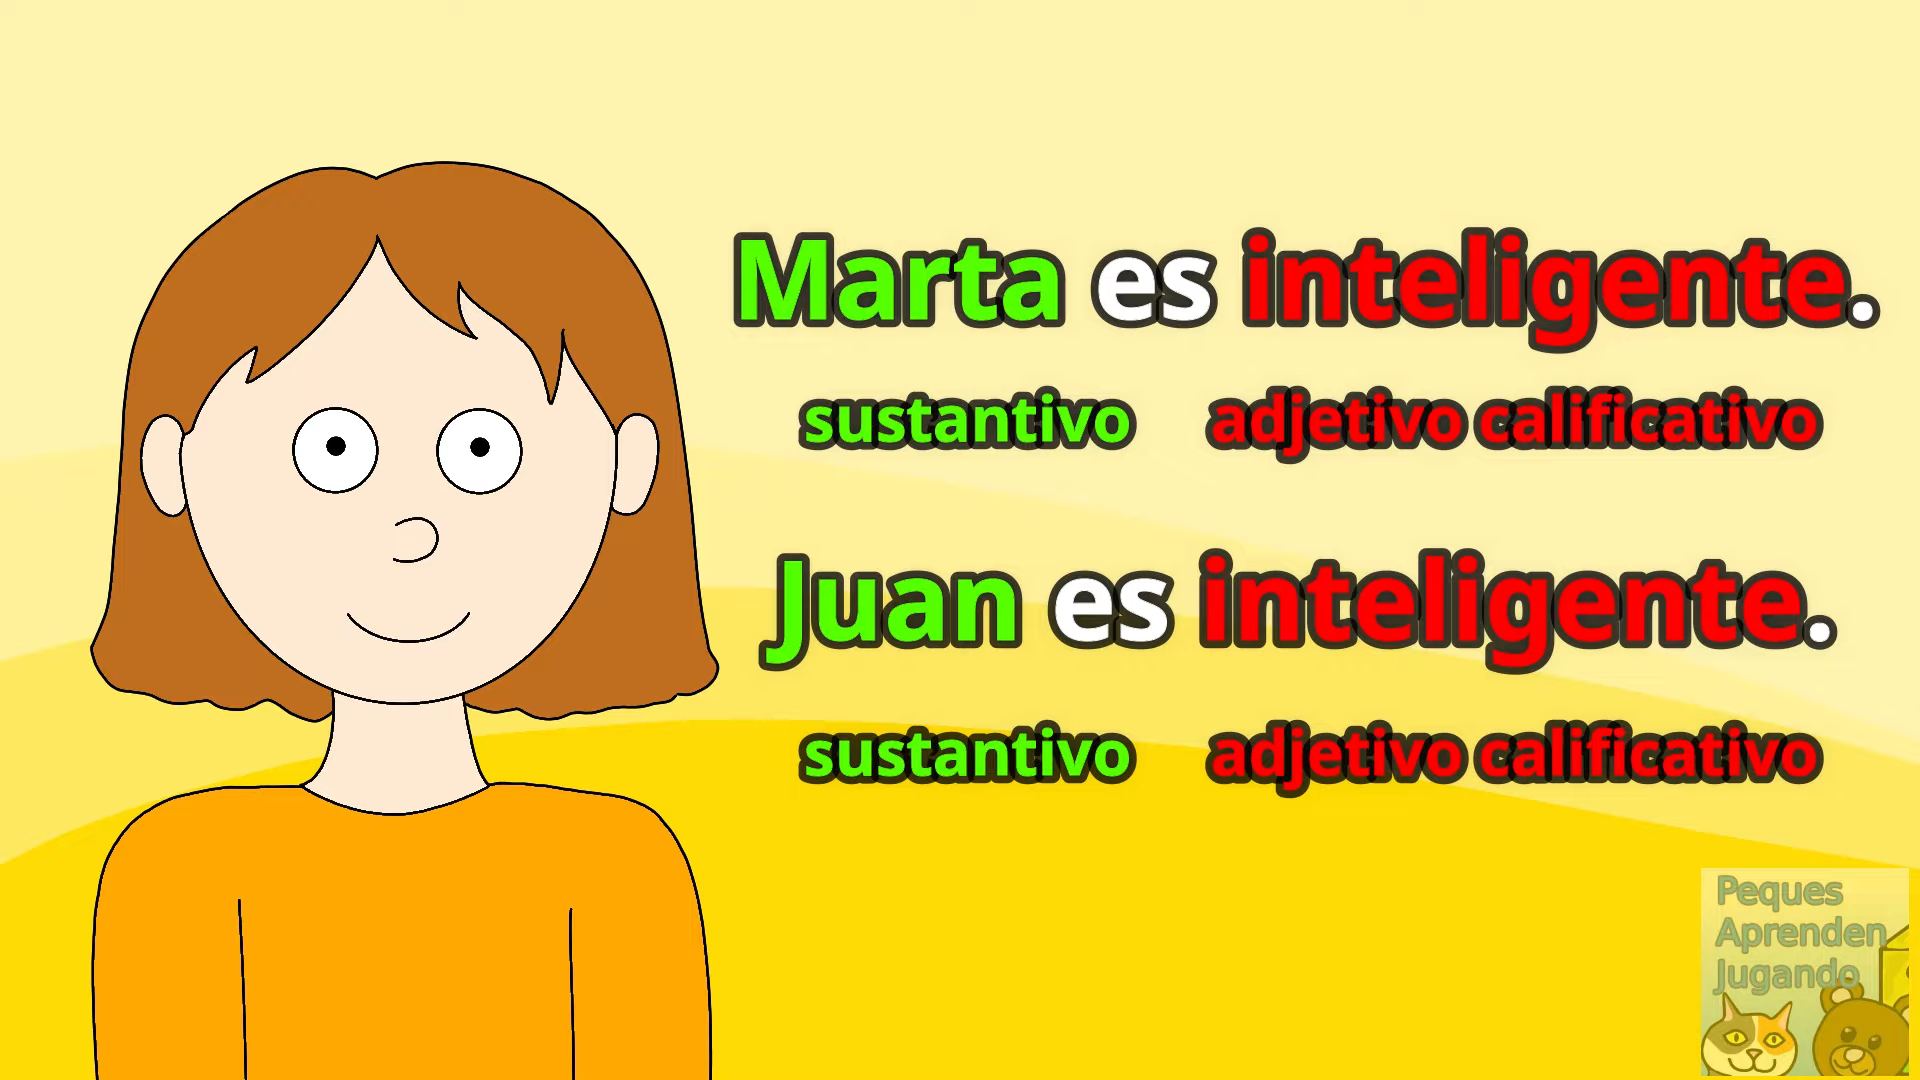 Marta es inteligente.
sustantivo adjetivo calificativo
Juan es inteligente.
sustantivo adjetivo calificativo
Peques
Aprenden
Jugando